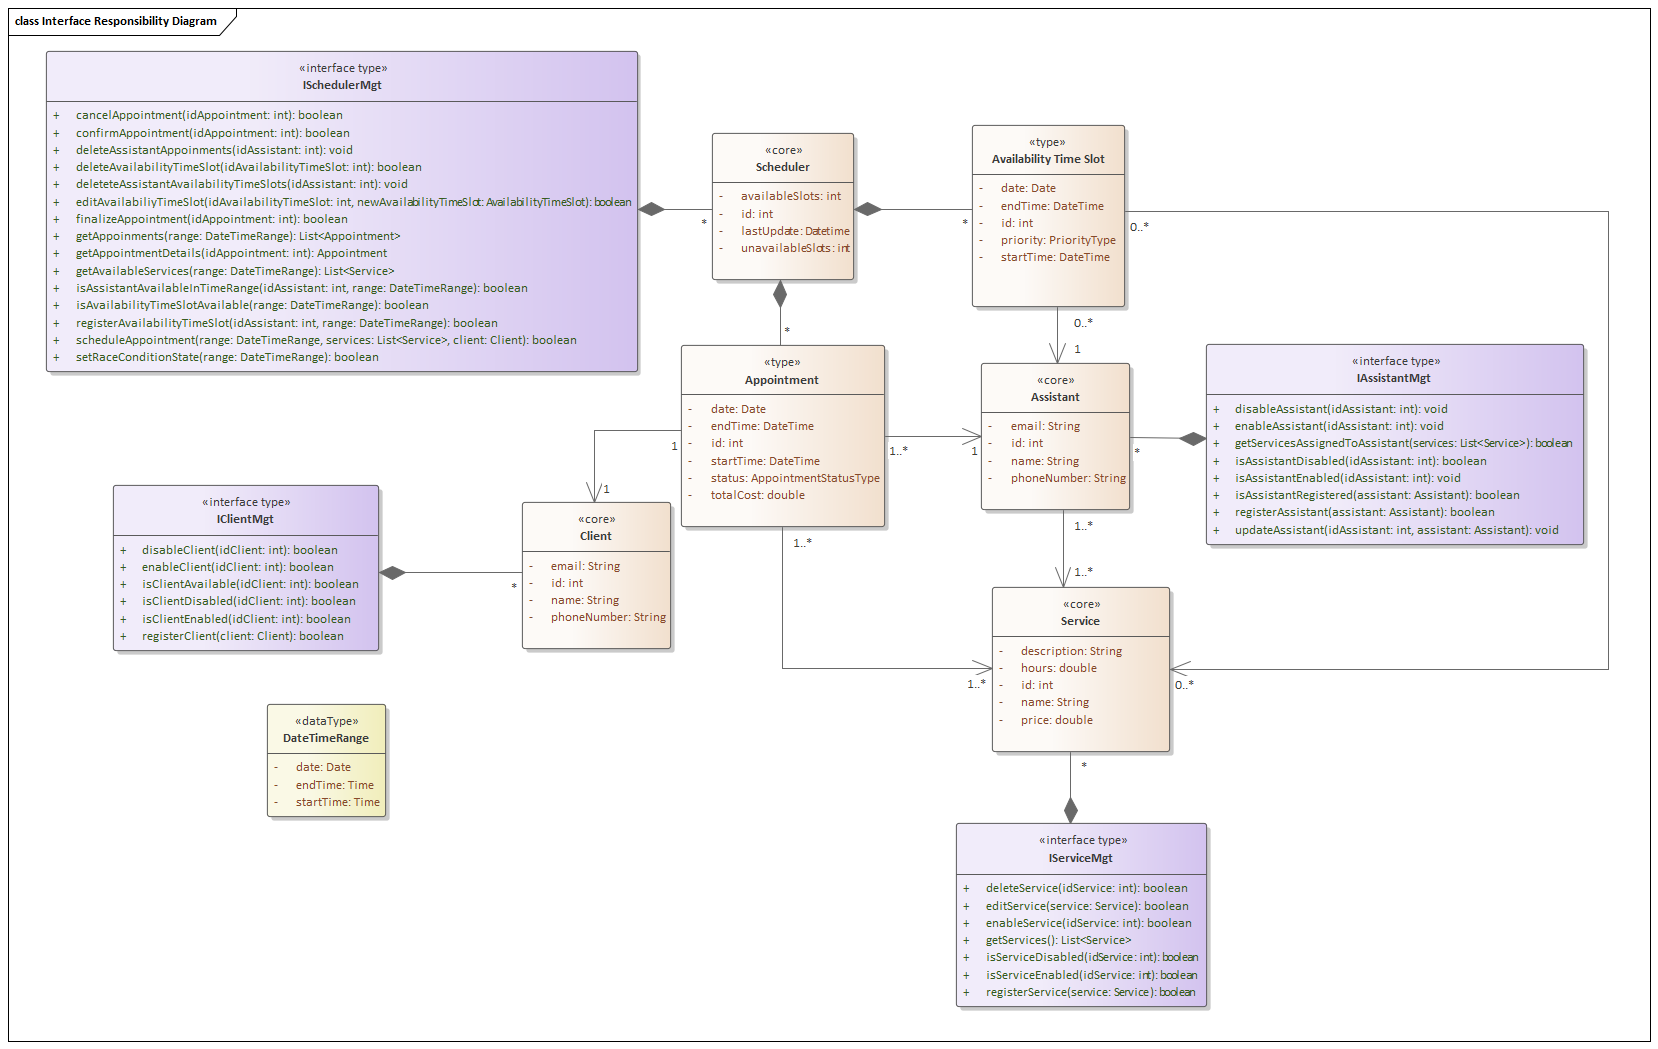 class Interface Responsibility Diagram
«interface type»
ISchedulerMgt
+ cancelAppointment(idAppointment: int): boolean
+ confirmAppointment(idAppointment: int): boolean
+ deleteAssistantAppoinments(idAssistant: int): void
+ deleteAvailabilityTimeSlot(idAvailabilityTimeSlot: int): boolean
+ deleteteAssistantAvailabilityTimeSlots(idAssistant: int): void
+ editAvailabiliyTimeSlot(idAvailabilityTimeSlot: int, newAvailabilityTimeSlot: AvailabilityTimeSlot): boolean
+ finalizeAppointment(idAppointment: int): boolean
+ getAppoinments(range: DateTimeRange): List<Appointment>
+ getAppointmentDetails(idAppointment: int): Appointment
+ getAvailableServices(range: DateTimeRange): List<Service>
+ isAssistantAvailableInTimeRange(idAssistant: int, range: DateTimeRange): boolean
+ isAvailabilityTimeSlotAvailable(range: DateTimeRange): boolean
+ registerAvailabilityTimeSlot(idAssistant: int, range: DateTimeRange): boolean
+ scheduleAppointment(range: DateTimeRange, services: List<Service>, client: Client): boolean
+ setRaceConditionState(range: DateTimeRange): boolean
*
«core»
Scheduler
- availableSlots: int
- id: int
- lastUpdate: Datetime
- unavailableSlots: int
*
*
«type»
Availability Time Slot
- date: Date
- endTime: DateTime
- id: int
- priority: PriorityType
- startTime: DateTime
0..*
0..*
1
«type»
Appointment
- date: Date
- endTime: DateTime
- id: int
- startTime: DateTime
- status: AppointmentStatusType
- totalCost: double
1
1
1..*
1
1..*
1..*
«core»
Assistant
- email: String
- id: int
- name: String
- phoneNumber: String
*
1..*
1..*
«interface type»
IAssistantMgt
+ disableAssistant(idAssistant: int): void
+ enableAssistant(idAssistant: int): void
+ getServicesAssignedToAssistant(services: List<Service>): boolean
+ isAssistantDisabled(idAssistant: int): boolean
+ isAssistantEnabled(idAssistant: int): void
+ isAssistantRegistered(assistant: Assistant): boolean
+ registerAssistant(assistant: Assistant): boolean
+ updateAssistant(idAssistant: int, assistant: Assistant): void
«interface type»
IClientMgt
+ disableClient(idClient: int): boolean
+ enableClient(idClient: int): boolean
+ isClientAvailable(idClient: int): boolean
+ isClientDisabled(idClient: int): boolean
+ isClientEnabled(idClient: int): boolean
+ registerClient(client: Client): boolean
*
«core»
Client
- email: String
- id: int
- name: String
- phoneNumber: String
«core»
Service
- description: String
- hours: double
- id: int
- name: String
- price: double
0..*
*
«dataType»
DateTimeRange
- date: Date
- endTime: Time
- startTime: Time
«interface type»
IServiceMgt
+ deleteService(idService: int): boolean
+ editService(service: Service): boolean
+ enableService(idService: int): boolean
+ getServices(): List<Service>
+ isServiceDisabled(idService: int): boolean
+ isServiceEnabled(idService: int): boolean
+ registerService(service: Service): boolean